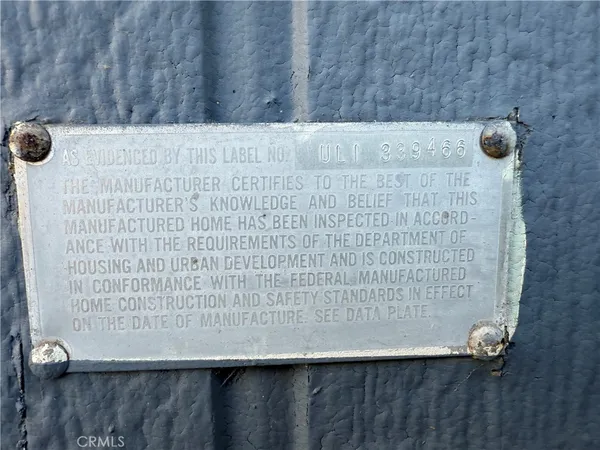 AS EVIDENCED BY THIS LABEL NO. ULI 339466
THE MANUFACTURER CERTIFIES TO THE BEST OF THE
MANUFACTURER'S KNOWLEDGE AND BELIEF THAT THIS
MANUFACTURED HOME HAS BEEN INSPECTED IN ACCORD-
ANCE WITH THE REQUIREMENTS OF THE DEPARTMENT OF
HOUSING AND URBAN DEVELOPMENT AND IS CONSTRUCTED
IN CONFORMANCE WITH THE FEDERAL MANUFACTURED
HOME CONSTRUCTION AND SAFETY STANDARDS IN EFFECT
ON THE DATE OF MANUFACTURE. SEE DATA PLATE.
CRMLS